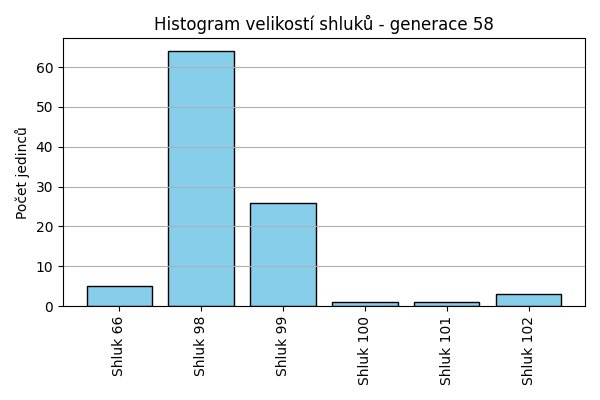 Histogram velikostí shluků - generace 58
Počet jedinců
60
50
40
30
20
10
0
Shluk 66
Shluk 98
Shluk 99
Shluk 100
Shluk 101
Shluk 102